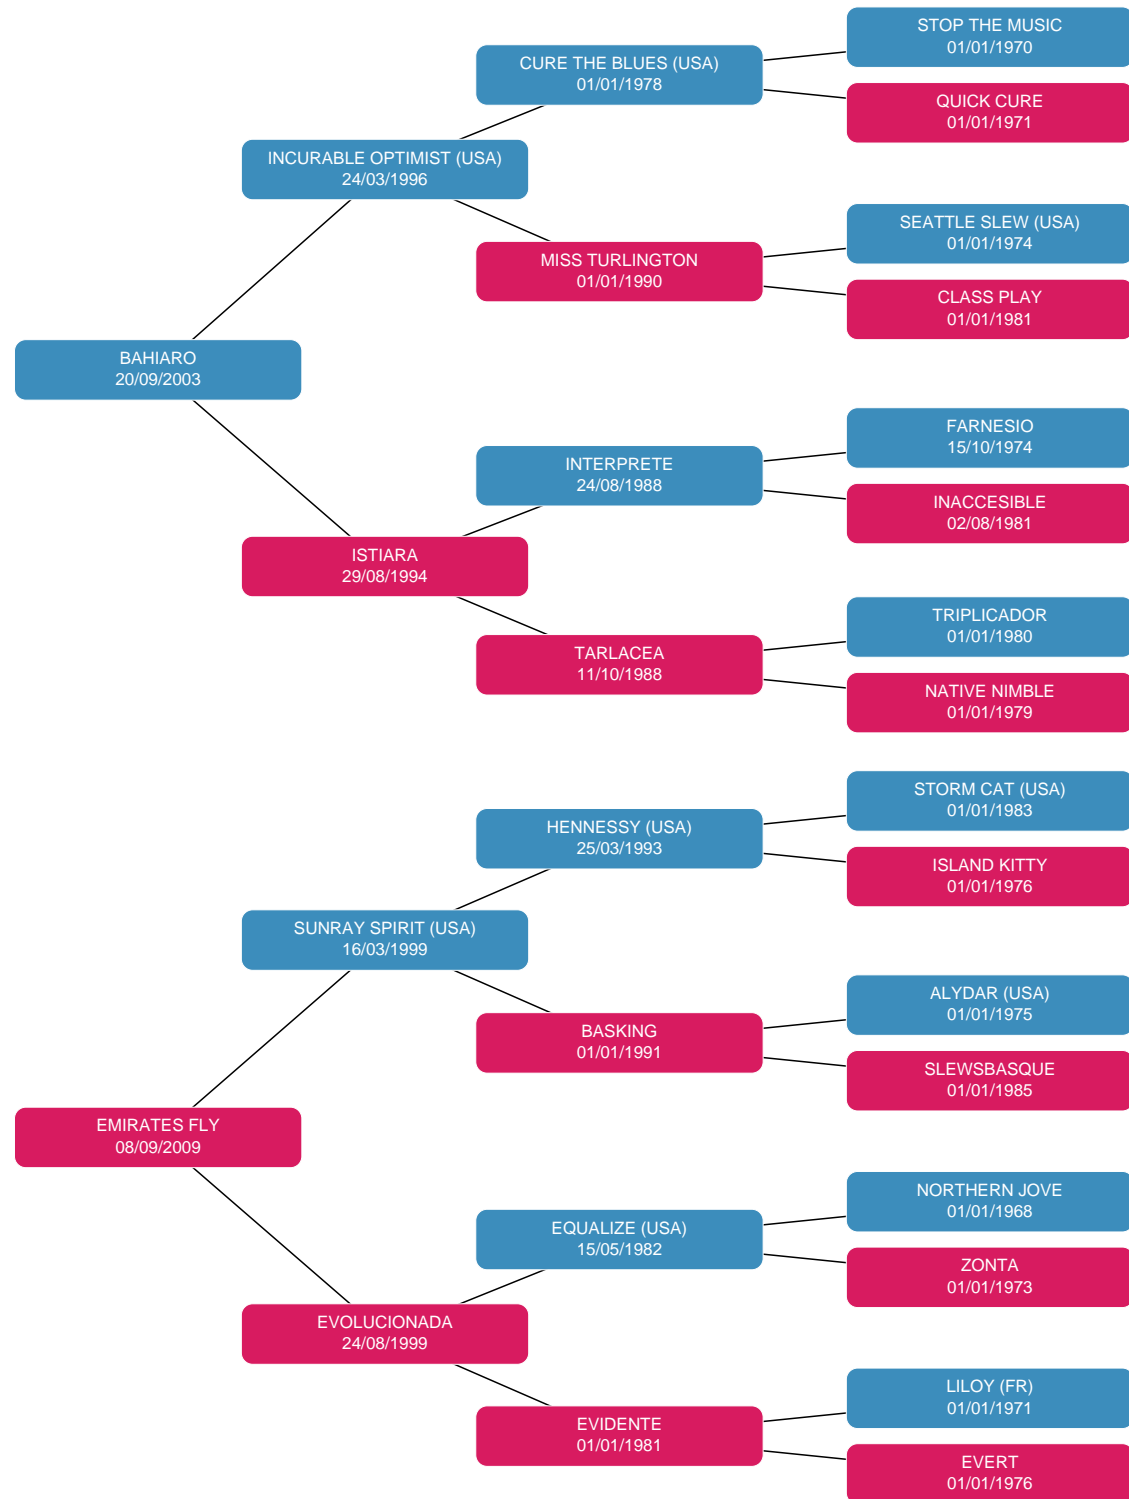 STOP THE MUSIC
01/01/1970
CURE THE BLUES (USA)
01/01/1978
QUICK CURE
01/01/1971
INCURABLE OPTIMIST (USA)
24/03/1996
SEATTLE SLEW (USA)
01/01/1974
MISS TURLINGTON
01/01/1990
CLASS PLAY
01/01/1981
BAHIARO
20/09/2003
FARNESIO
15/10/1974
INTERPRETE
24/08/1988
INACCESIBLE
02/08/1981
ISTIARA
29/08/1994
TRIPLICADOR
01/01/1980
TARLACEA
11/10/1988
NATIVE NIMBLE
01/01/1979
STORM CAT (USA)
01/01/1983
HENNESSY (USA)
25/03/1993
ISLAND KITTY
01/01/1976
SUNRAY SPIRIT (USA)
16/03/1999
ALYDAR (USA)
01/01/1975
BASKING
01/01/1991
SLEWSBASQUE
01/01/1985
EMIRATES FLY
08/09/2009
NORTHERN JOVE
01/01/1968
EQUALIZE (USA)
15/05/1982
ZONTA
01/01/1973
EVOLUCIONADA
24/08/1999
LILOY (FR)
01/01/1971
EVIDENTE
01/01/1981
EVERT
01/01/1976